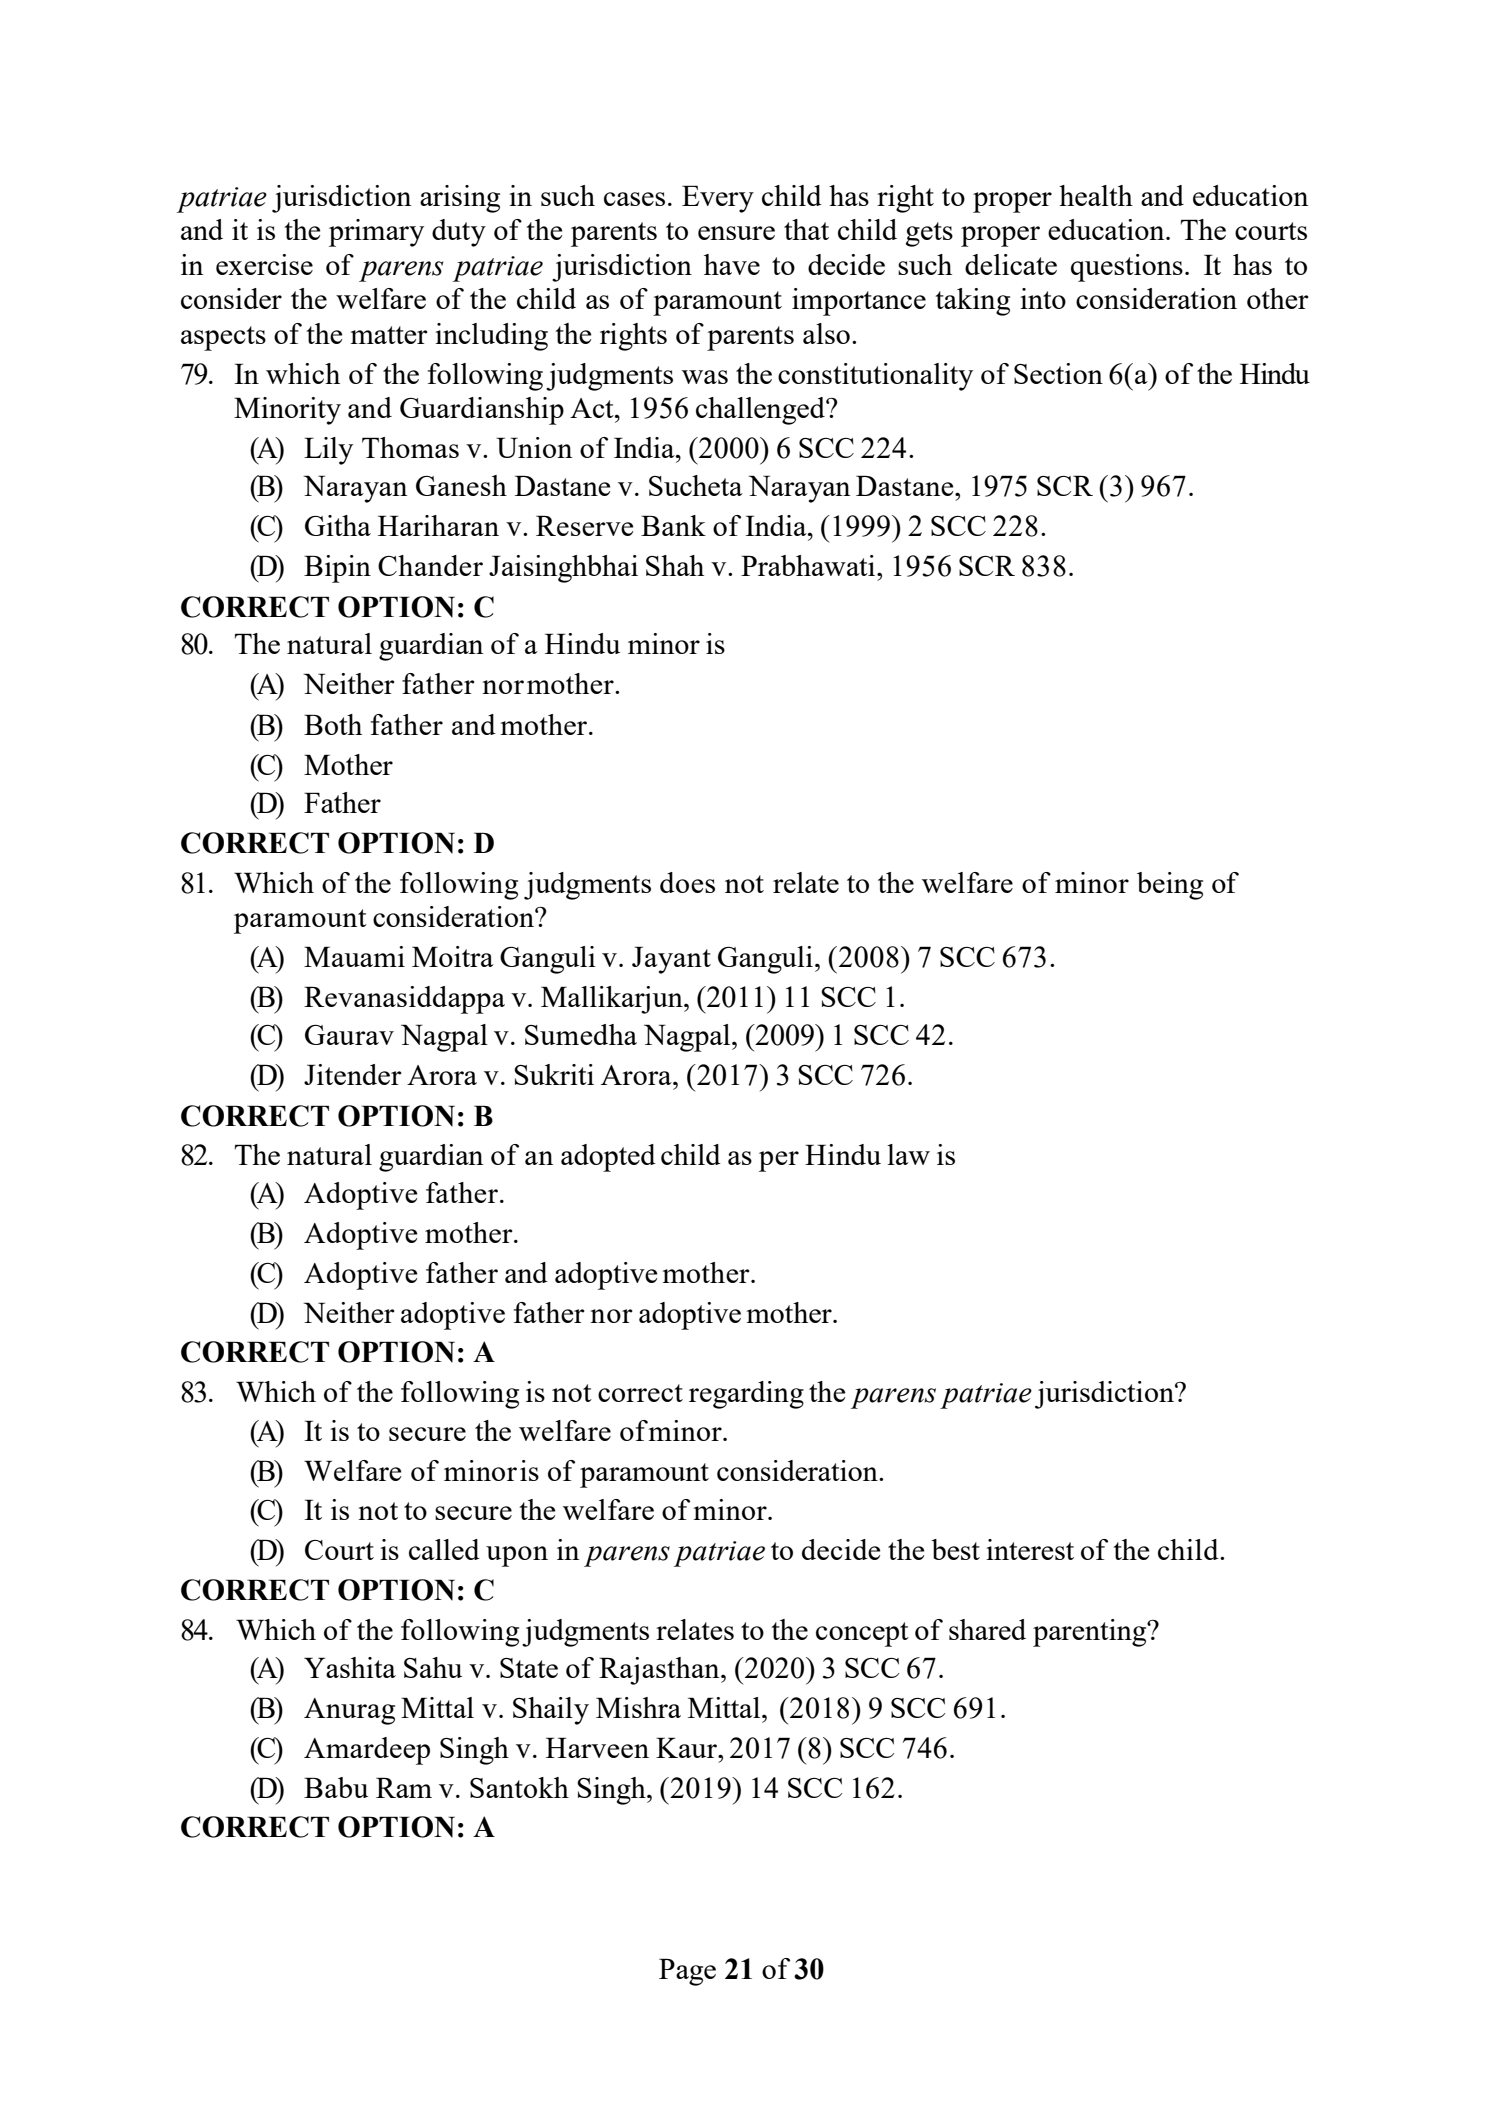 patriae jurisdiction arising in such cases. Every child has right to proper health and education
and it is the primary duty of the parents to ensure that child gets proper education. The courts
in exercise of parens patriae jurisdiction have to decide such delicate questions. It has to
consider the welfare of the child as of paramount importance taking into consideration other
aspects of the matter including the rights of parents also.
79. In which of the following judgments was the constitutionality of Section 6(a) of the Hindu
Minority and Guardianship Act, 1956 challenged?
(A) Lily Thomas v. Union of India, (2000) 6 SCC 224.
(B) Narayan Ganesh Dastane v. Sucheta Narayan Dastane, 1975 SCR (3) 967.
(C) Githa Hariharan v. Reserve Bank of India, (1999) 2 SCC 228.
(D) Bipin Chander Jaisinghbhai Shah v. Prabhawati, 1956 SCR 838.
CORRECT OPTION: C
80. The natural guardian of a Hindu minor is
(A) Neither father normother.
(B) Both father and mother.
(C) Mother
(D) Father
CORRECT OPTION: D
81. Which of the following judgments does not relate to the welfare of minor being of
paramount consideration?
(A) Mauami Moitra Ganguli v. Jayant Ganguli, (2008) 7 SCC 673.
(B) Revanasiddappa v. Mallikarjun, (2011) 11 SCC 1.
(C) Gaurav Nagpal v. Sumedha Nagpal, (2009) 1 SCC 42.
(D) Jitender Arora v. Sukriti Arora, (2017) 3 SCC 726.
CORRECT OPTION: B
82. The natural guardian of an adopted child as per Hindu law is
(A) Adoptive father.
(B) Adoptive mother.
(C) Adoptive father and adoptive mother.
(D) Neither adoptive father nor adoptive mother.
CORRECT OPTION: A
83. Which of the following is not correct regarding the parens patriae jurisdiction?
(A) It is to secure the welfare ofminor.
(B) Welfare of minoris of paramount consideration.
(C) It is not to secure the welfare of minor.
(D) Court is called upon in parens patriae to decide the best interest of the child.
CORRECT OPTION: C
84. Which of the following judgments relates to the concept of shared parenting?
(A) Yashita Sahu v. State of Rajasthan, (2020) 3 SCC 67.
(B) Anurag Mittal v. Shaily Mishra Mittal, (2018) 9 SCC 691.
(C) Amardeep Singh v. Harveen Kaur, 2017 (8) SCC 746.
(D) Babu Ram v. Santokh Singh, (2019) 14 SCC 162.
CORRECT OPTION: A
Page 21 of 30